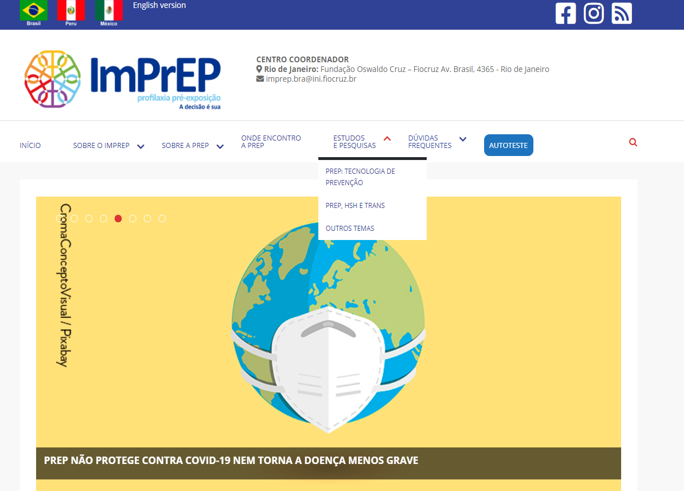 Brasil
Peru
México
English version
ImPrEP
profilaxia pré-exposição
A decisão é sua
CENTRO COORDENADOR
Rio de Janeiro: Fundação Oswaldo Cruz – Fiocruz Av. Brasil, 4365 - Rio de Janeiro
imprep.bra@ini.fiocruz.br
INÍCIO
SOBRE O IMPREP
SOBRE A PREP
ONDE ENCONTRO
A PREP
ESTUDOS
E PESQUISAS
DÚVIDAS
FREQUENTES
AUTOTESTE
PREP: TECNOLOGIA DE
PREVENÇÃO
PREP, HSH E TRANS
OUTROS TEMAS
CromaConceptoVisual / Pixabay
PREP NÃO PROTEGE CONTRA COVID-19 NEM TORNA A DOENÇA MENOS GRAVE